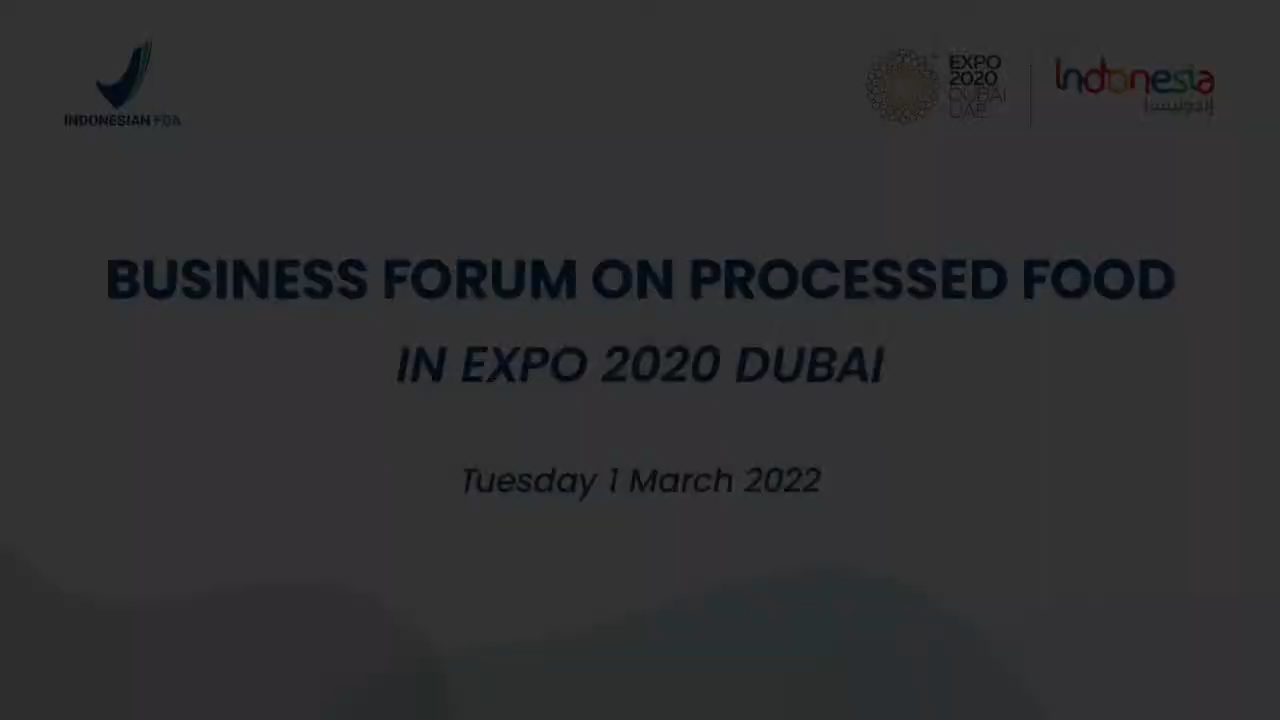 INDONESIAN FDA
EXPO
2020
DUBAI
UAE
Indonesia
إندونيسيا
BUSINESS FORUM ON PROCESSED FOOD
IN EXPO 2020 DUBAI
Tuesday 1 March 2022